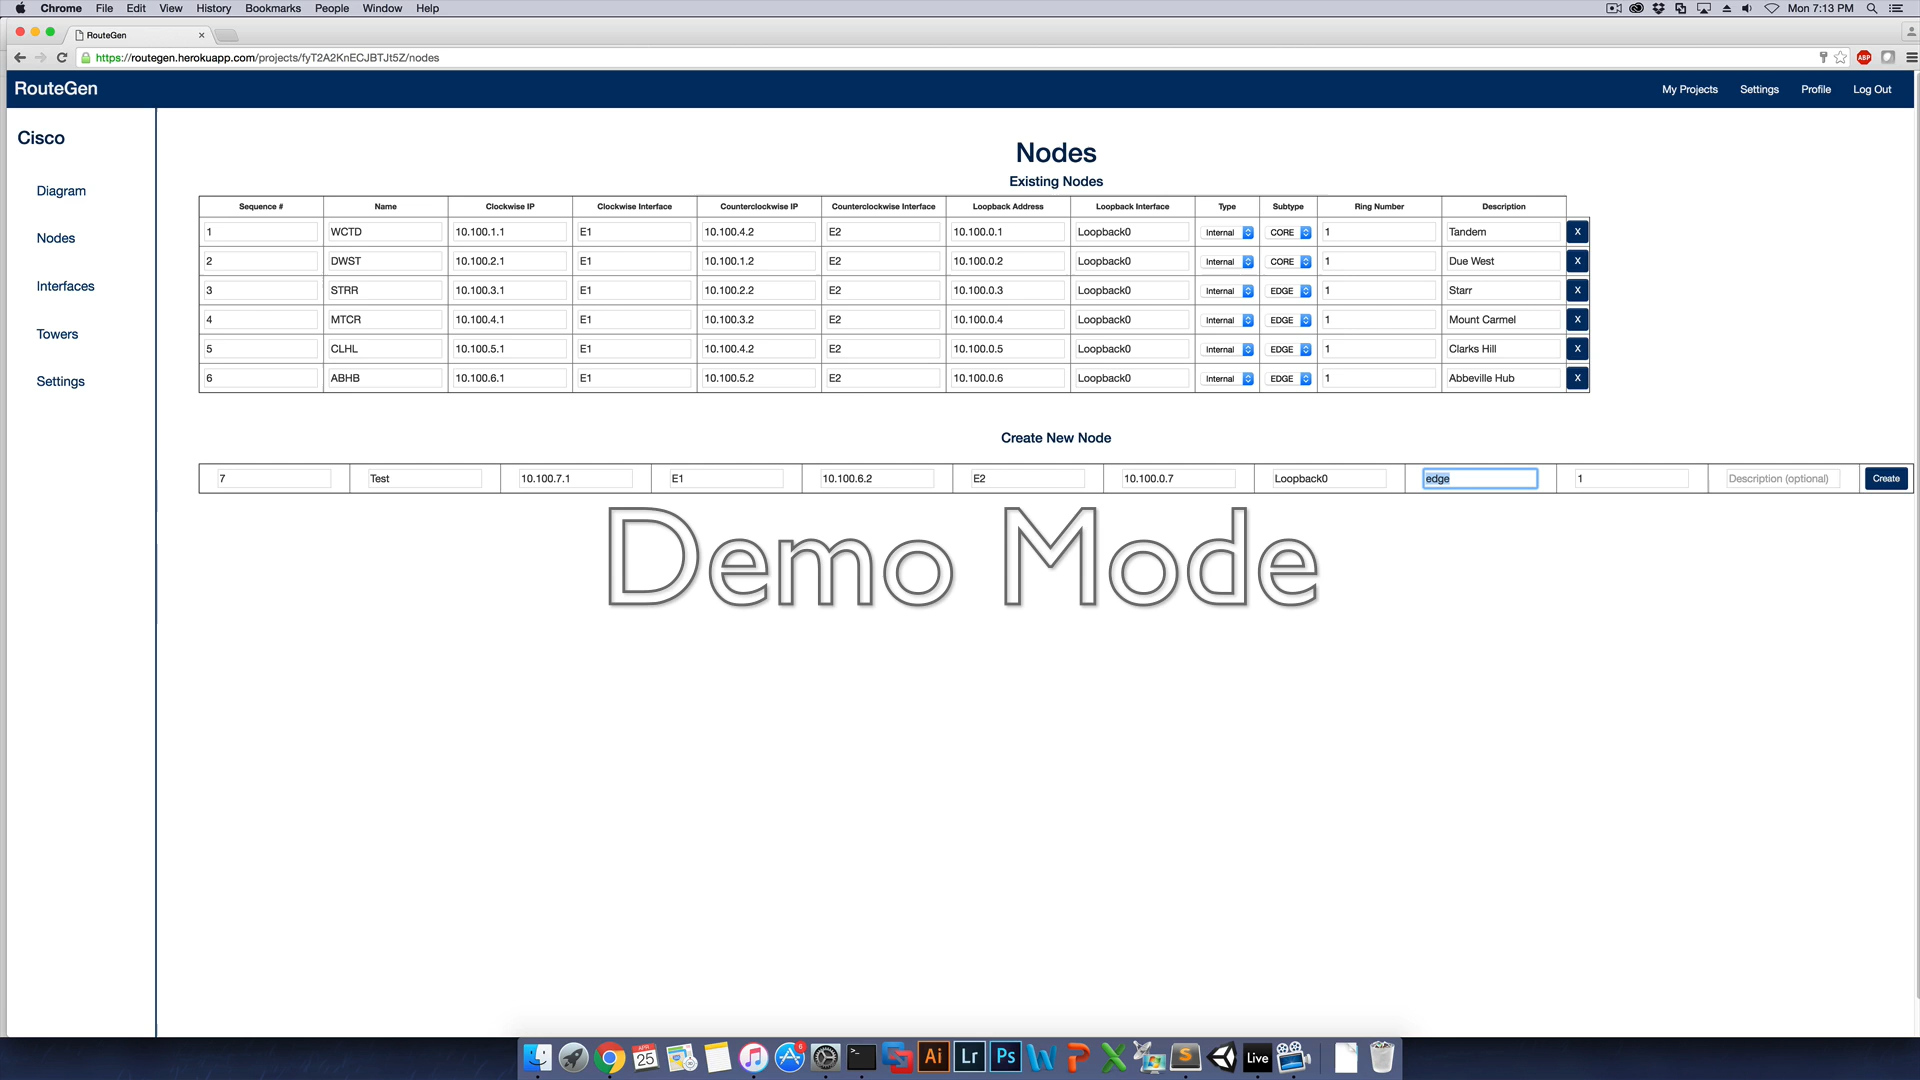 Chrome File Edit View History Bookmarks People Window Help Mon 7:13 PM
RouteGen
https://routegen.herokuapp.com/projects/fyT2A2KnECJBTJt5Z/nodes ABP
RouteGen My Projects Settings Profile Log Out
Cisco
Diagram
Nodes
Interfaces
Towers
Settings
Nodes
Existing Nodes
Sequence # Name Clockwise IP Clockwise Interface Counterclockwise IP Counterclockwise Interface Loopback Address Loopback Interface Type Subtype Ring Number Description
1 WCTD 10.100.1.1 E1 10.100.4.2 E2 10.100.0.1 Loopback0 Internal CORE 1 Tandem X
2 DWST 10.100.2.1 E1 10.100.1.2 E2 10.100.0.2 Loopback0 Internal CORE 1 Due West X
3 STRR 10.100.3.1 E1 10.100.2.2 E2 10.100.0.3 Loopback0 Internal EDGE 1 Starr X
4 MTCR 10.100.4.1 E1 10.100.3.2 E2 10.100.0.4 Loopback0 Internal EDGE 1 Mount Carmel X
5 CLHL 10.100.5.1 E1 10.100.4.2 E2 10.100.0.5 Loopback0 Internal EDGE 1 Clarks Hill X
6 ABHB 10.100.6.1 E1 10.100.5.2 E2 10.100.0.6 Loopback0 Internal EDGE 1 Abbeville Hub X
Create New Node
7 Test 10.100.7.1 E1 10.100.6.2 E2 10.100.0.7 Loopback0 edge 1 Description (optional) Create
Demo Mode
APR 25 6 Ai Lr Ps W P X S Live